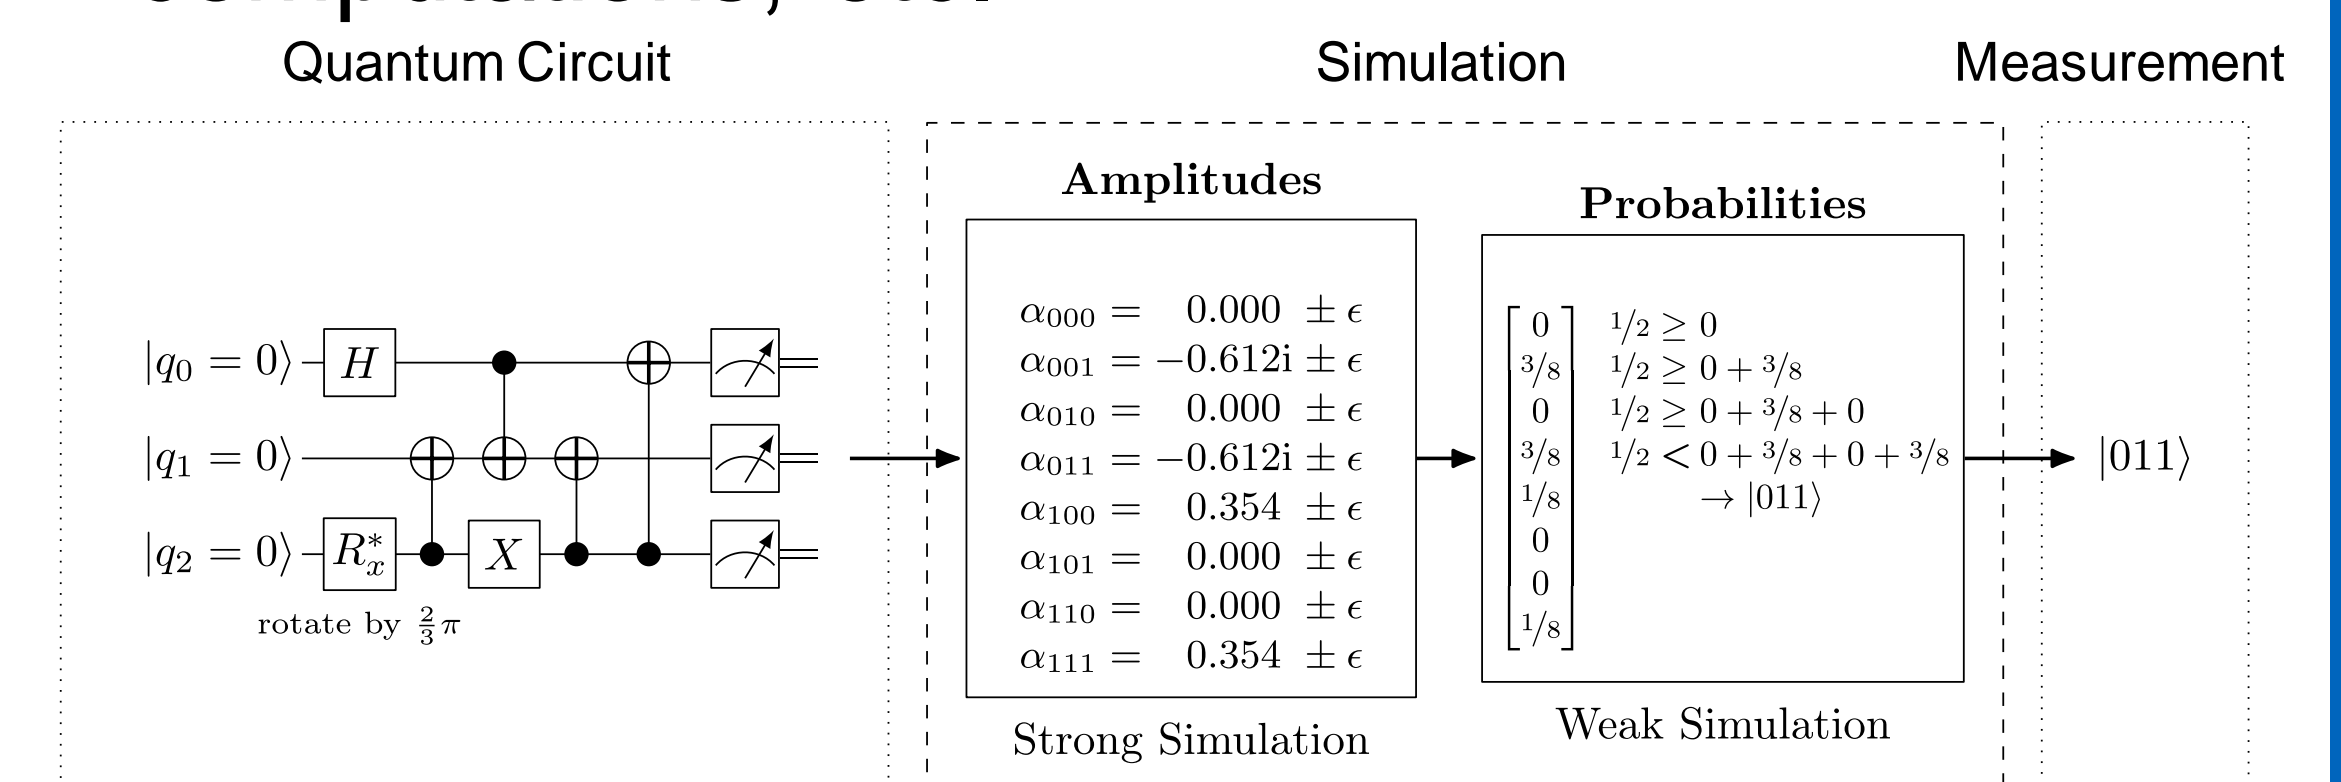 computations, etc.
Quantum Circuit
Simulation
Measurement
|q₀ = 0⟩ H
|q₁ = 0⟩
|q₂ = 0⟩ Rₓ* X
rotate by 2/3 π
Amplitudes
α₀₀₀ = 0.000 ± ϵ
α₀₀₁ = −0.612i ± ϵ
α₀₁₀ = 0.000 ± ϵ
α₀₁₁ = −0.612i ± ϵ
α₁₀₀ = 0.354 ± ϵ
α₁₀₁ = 0.000 ± ϵ
α₁₁₀ = 0.000 ± ϵ
α₁₁₁ = 0.354 ± ϵ
Strong Simulation
Probabilities
0 1/2 ≥ 0
3/8 1/2 ≥ 0 + 3/8
0 1/2 ≥ 0 + 3/8 + 0
3/8 1/2 < 0 + 3/8 + 0 + 3/8
1/8 → |011⟩
0
0
1/8
Weak Simulation
|011⟩